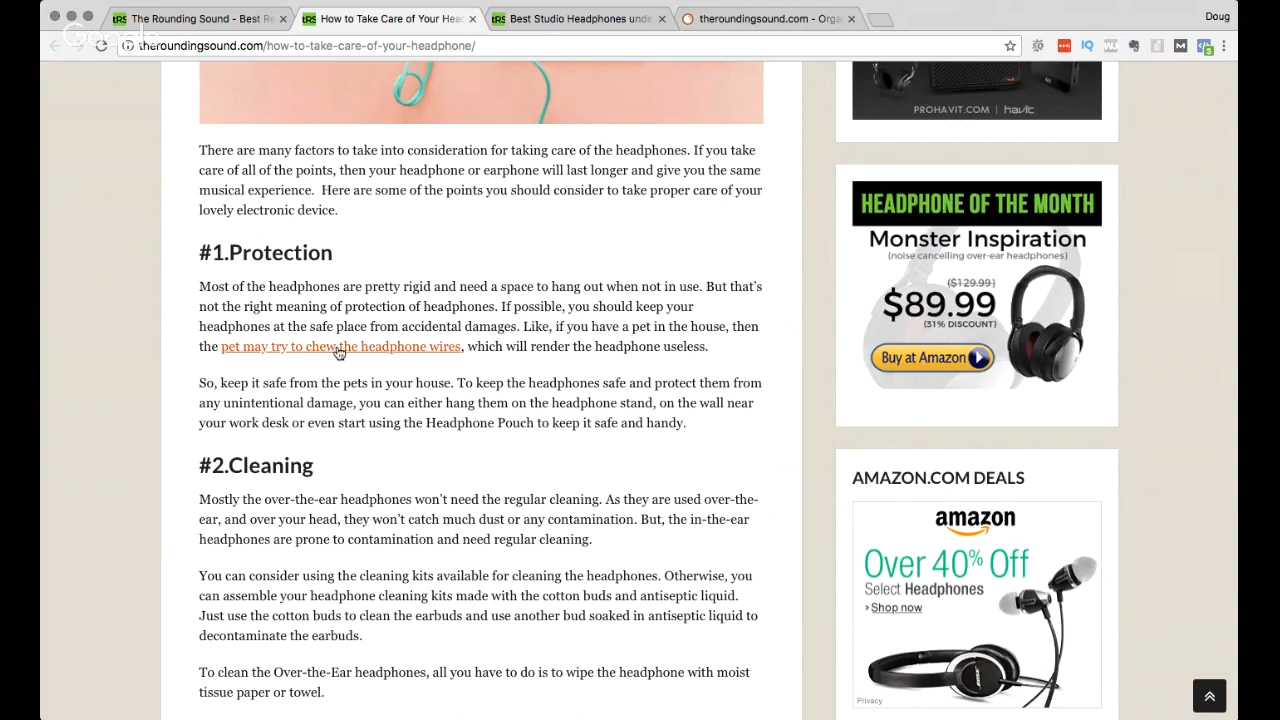 The Rounding Sound - Best Re
How to Take Care of Your Hea
Best Studio Headphones unde
theroundingsound.com - Orga
Doug
Google
theroundingsound.com/how-to-take-care-of-your-headphone/
There are many factors to take into consideration for taking care of the headphones. If you take
care of all of the points, then your headphone or earphone will last longer and give you the same
musical experience.  Here are some of the points you should consider to take proper care of your
lovely electronic device.
#1.Protection
Most of the headphones are pretty rigid and need a space to hang out when not in use. But that's
not the right meaning of protection of headphones. If possible, you should keep your
headphones at the safe place from accidental damages. Like, if you have a pet in the house, then
the pet may try to chew the headphone wires, which will render the headphone useless.
So, keep it safe from the pets in your house. To keep the headphones safe and protect them from
any unintentional damage, you can either hang them on the headphone stand, on the wall near
your work desk or even start using the Headphone Pouch to keep it safe and handy.
#2.Cleaning
Mostly the over-the-ear headphones won't need the regular cleaning. As they are used over-the-
ear, and over your head, they won't catch much dust or any contamination. But, the in-the-ear
headphones are prone to contamination and need regular cleaning.
You can consider using the cleaning kits available for cleaning the headphones. Otherwise, you
can assemble your headphone cleaning kits made with the cotton buds and antiseptic liquid.
Just use the cotton buds to clean the earbuds and use another bud soaked in antiseptic liquid to
decontaminate the earbuds.
To clean the Over-the-Ear headphones, all you have to do is to wipe the headphone with moist
tissue paper or towel.
PROHAVIT.COM | havit
HEADPHONE OF THE MONTH
Monster Inspiration
(noise cancelling over-ear headphones)
($129.99)
$89.99
(31% DISCOUNT)
Buy at Amazon
AMAZON.COM DEALS
amazon
Over 40% Off
Select Headphones
Shop now
BOSE
Privacy